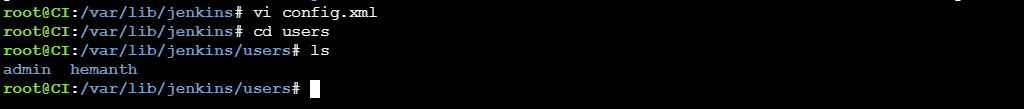 root@CI:/var/lib/jenkins# vi config.xml
root@CI:/var/lib/jenkins# cd users
root@CI:/var/lib/jenkins/users# ls
admin  hemanth
root@CI:/var/lib/jenkins/users#